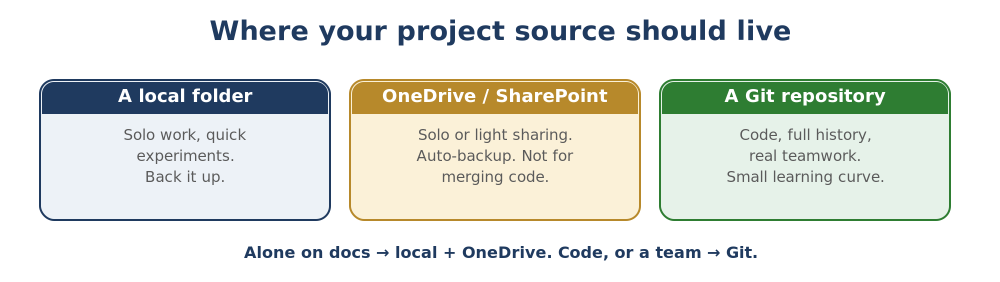 Where your project source should live
A local folder
Solo work, quick
experiments.
Back it up.
OneDrive / SharePoint
Solo or light sharing.
Auto-backup. Not for
merging code.
A Git repository
Code, full history,
real teamwork.
Small learning curve.
Alone on docs → local + OneDrive. Code, or a team → Git.